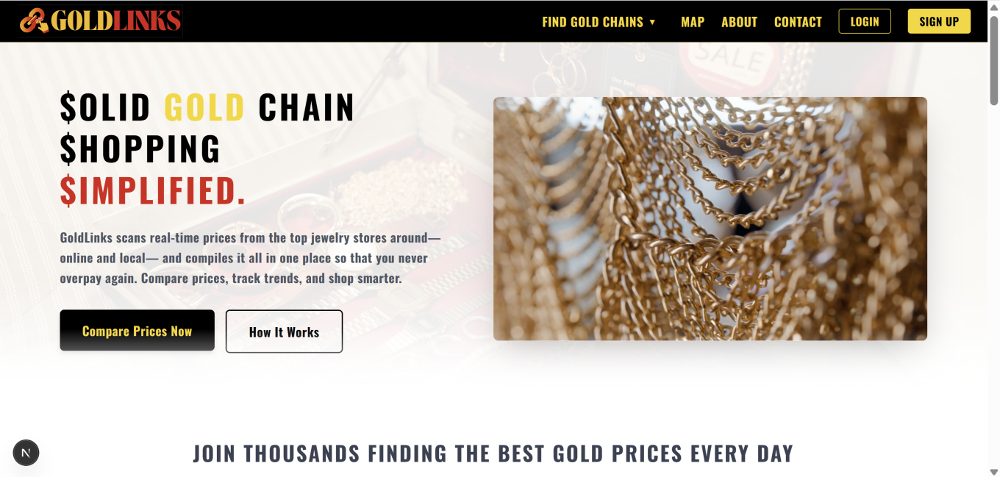 GOLDLINKS
FIND GOLD CHAINS ▼
MAP
ABOUT
CONTACT
LOGIN
SIGN UP
SALE
Our Best
$OLID GOLD CHAIN
$HOPPING
$IMPLIFIED.
GoldLinks scans real-time prices from the top jewelry stores around—
online and local— and compiles it all in one place so that you never
overpay again. Compare prices, track trends, and shop smarter.
Compare Prices Now
How It Works
N
JOIN THOUSANDS FINDING THE BEST GOLD PRICES EVERY DAY